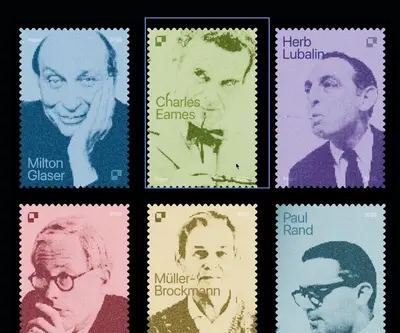 Milton
Glaser
Charles
Eames
Herb
Lubalin
Müller-
Brockmann
Paul
Rand